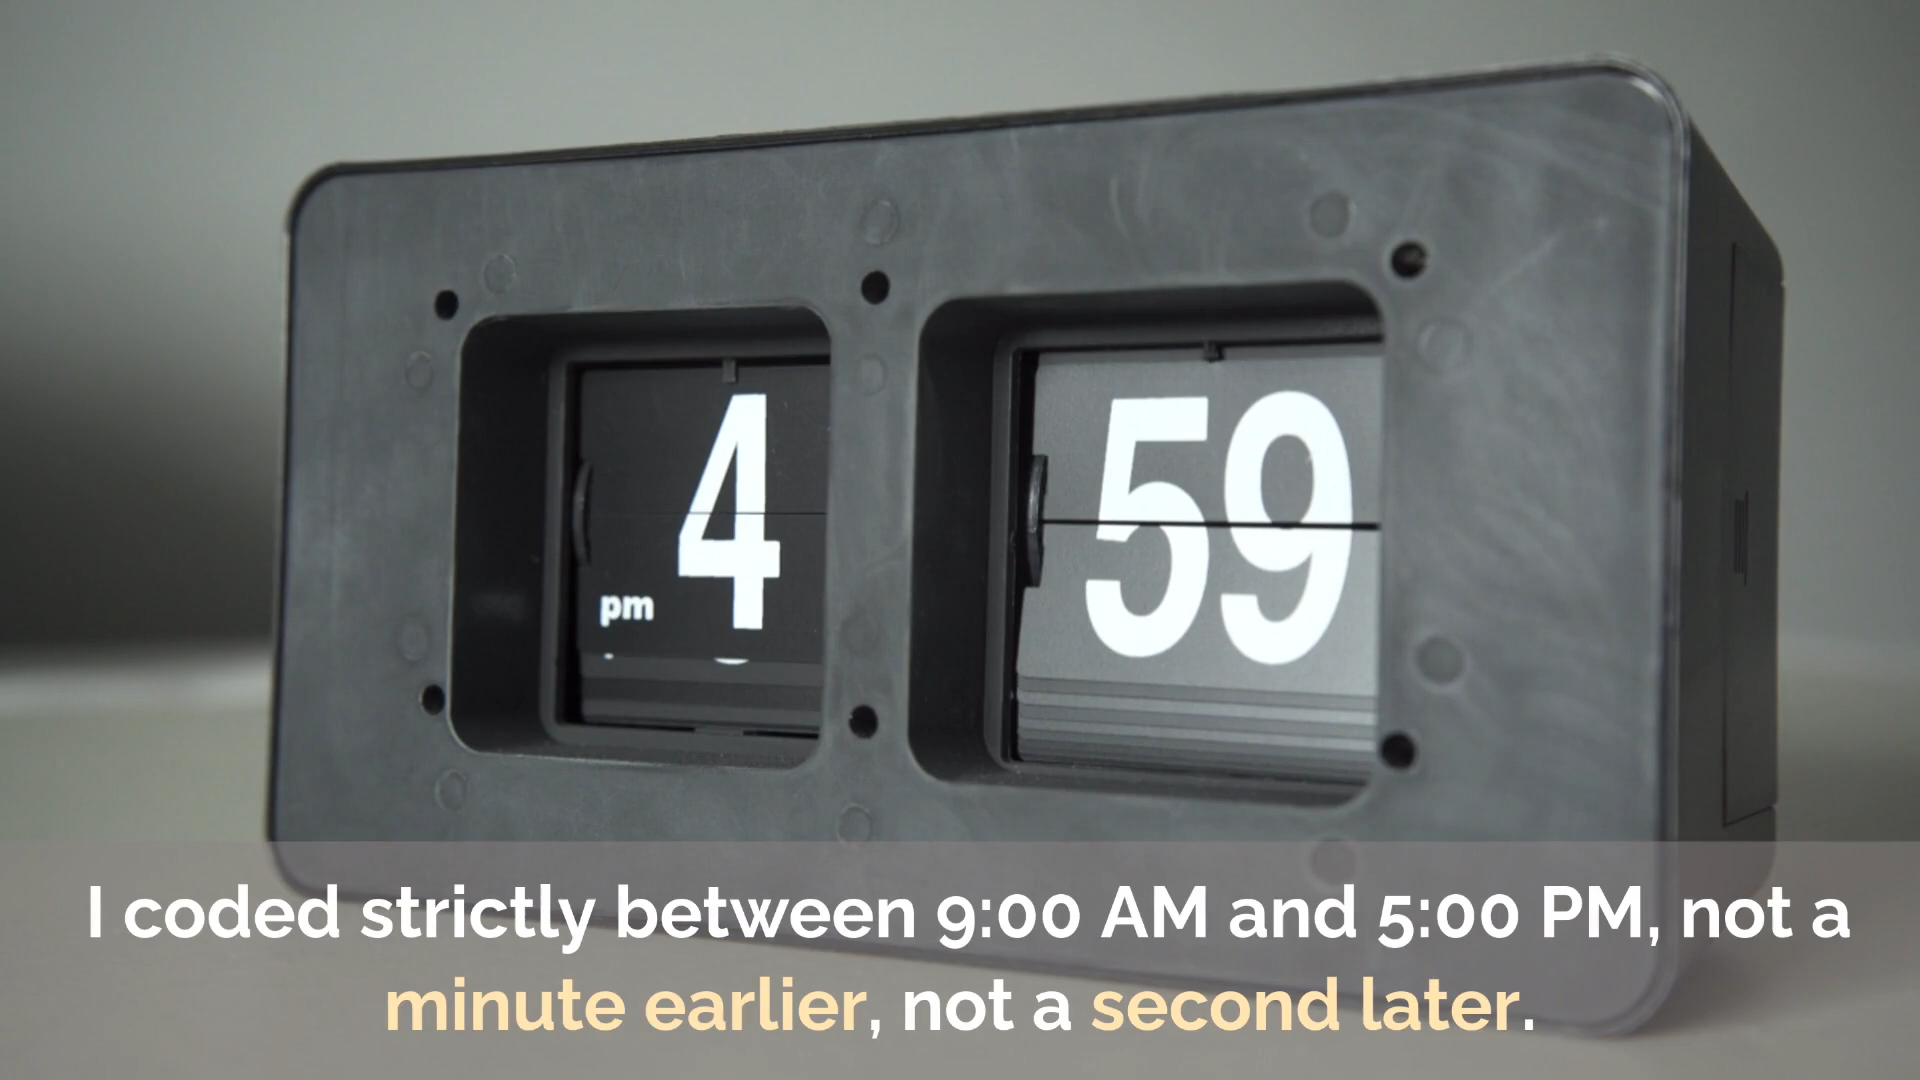 4
59
pm
I coded strictly between 9:00 AM and 5:00 PM, not a
minute earlier, not a second later.